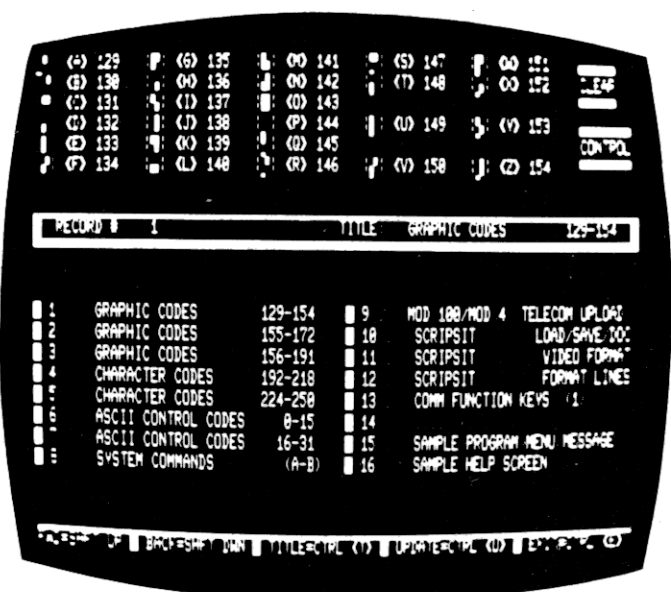 (A) 129 (G) 135 (M) 141 (S) 147 (W) 151
(B) 130 (H) 136 (N) 142 (T) 148 (X) 152 CLEAR
(C) 131 (I) 137 (O) 143
(D) 132 (J) 138 (P) 144 (U) 149 (Y) 153
(E) 133 (K) 139 (Q) 145 CONTROL
(F) 134 (L) 140 (R) 146 (V) 150 (Z) 154
RECORD # 1 TITLE GRAPHIC CODES 129-154
1 GRAPHIC CODES 129-154 9 MOD 100/MOD 4 TELECOM UPLOAD
2 GRAPHIC CODES 155-172 10 SCRIPSIT LOAD/SAVE/DOC
3 GRAPHIC CODES 156-191 11 SCRIPSIT VIDEO FORMAT
4 CHARACTER CODES 192-218 12 SCRIPSIT FORMAT LINES
5 CHARACTER CODES 224-250 13 COMM FUNCTION KEYS (1)
6 ASCII CONTROL CODES 0-15 14
ASCII CONTROL CODES 16-31 15 SAMPLE PROGRAM MENU MESSAGE
SYSTEM COMMANDS (A-B) 16 SAMPLE HELP SCREEN
BACK=SHFT DWN TITLE=CTRL (T) UPDATE=CTRL (U)